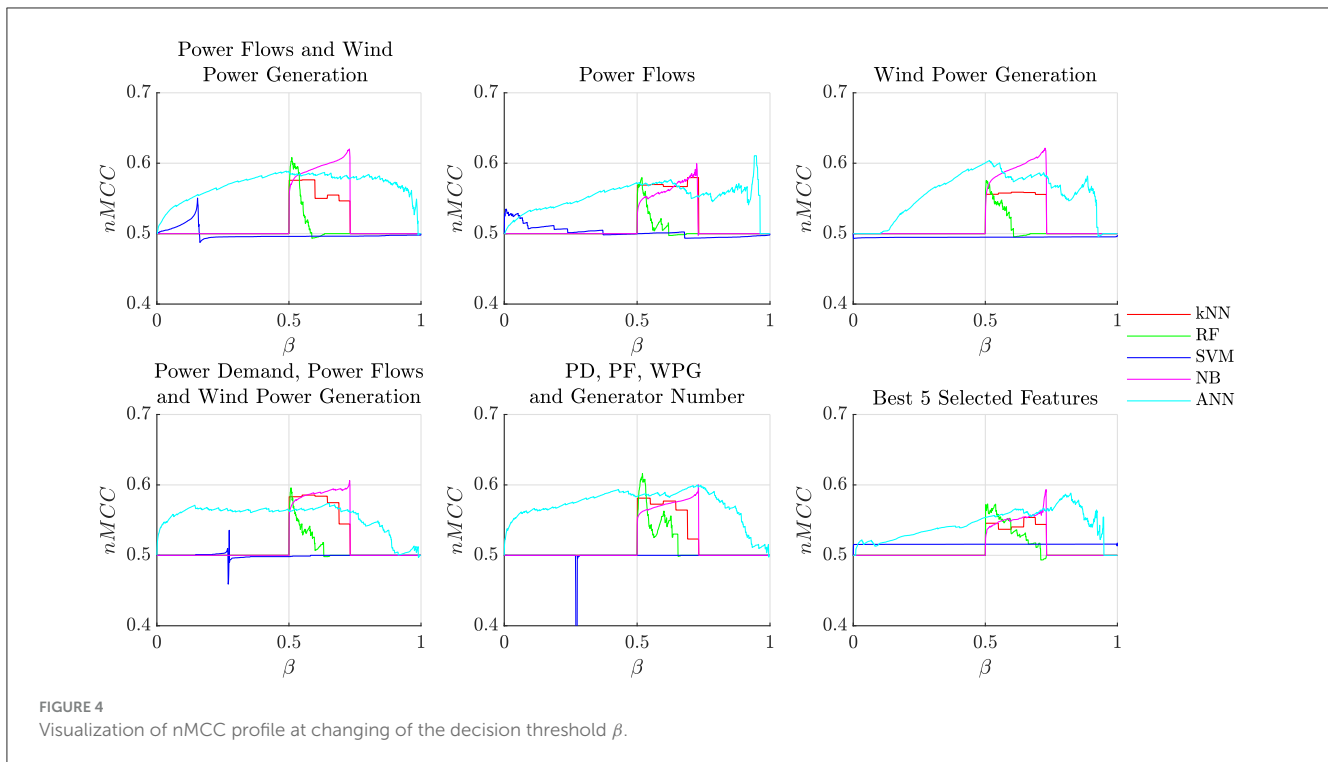 Power Flows and Wind
Power Generation
0.7
0.6
0.5
0.4
nMCC
0
0.5
1
β
Power Flows
0.7
0.6
0.5
0.4
nMCC
0
0.5
1
β
Wind Power Generation
0.7
0.6
0.5
0.4
nMCC
0
0.5
1
β
kNN
RF
SVM
NB
ANN
Power Demand, Power Flows
and Wind Power Generation
0.7
0.6
0.5
0.4
nMCC
0
0.5
1
β
PD, PF, WPG
and Generator Number
0.7
0.6
0.5
0.4
nMCC
0
0.5
1
β
Best 5 Selected Features
0.7
0.6
0.5
0.4
nMCC
0
0.5
1
β
FIGURE 4
Visualization of nMCC profile at changing of the decision threshold β.